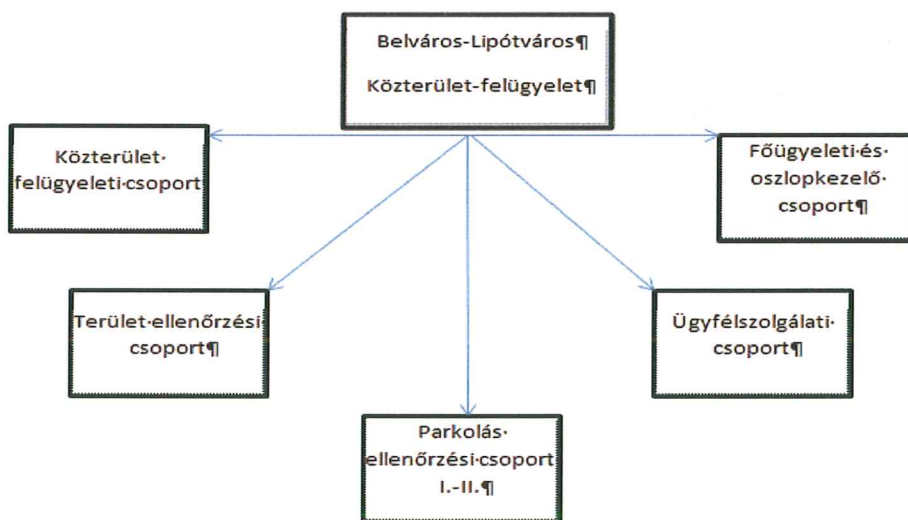 Belváros-Lipótváros¶
Közterület-felügyelet¶
Közterület·
felügyeleti·csoport
Főügyeleti·és·
oszlopkezelő·
csoport¶
Terület·ellenőrzési·
csoport¶
Ügyfélszolgálati·
csoport¶
Parkolás·
ellenőrzési·csoport
I.-II.¶